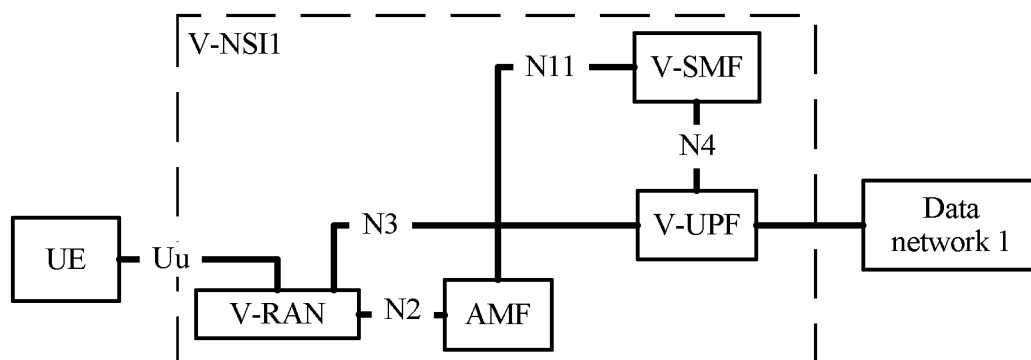 V-NSI1
N11
V-SMF
N4
N3
V-UPF
Data
network 1
UE
Uu
V-RAN
N2
AMF